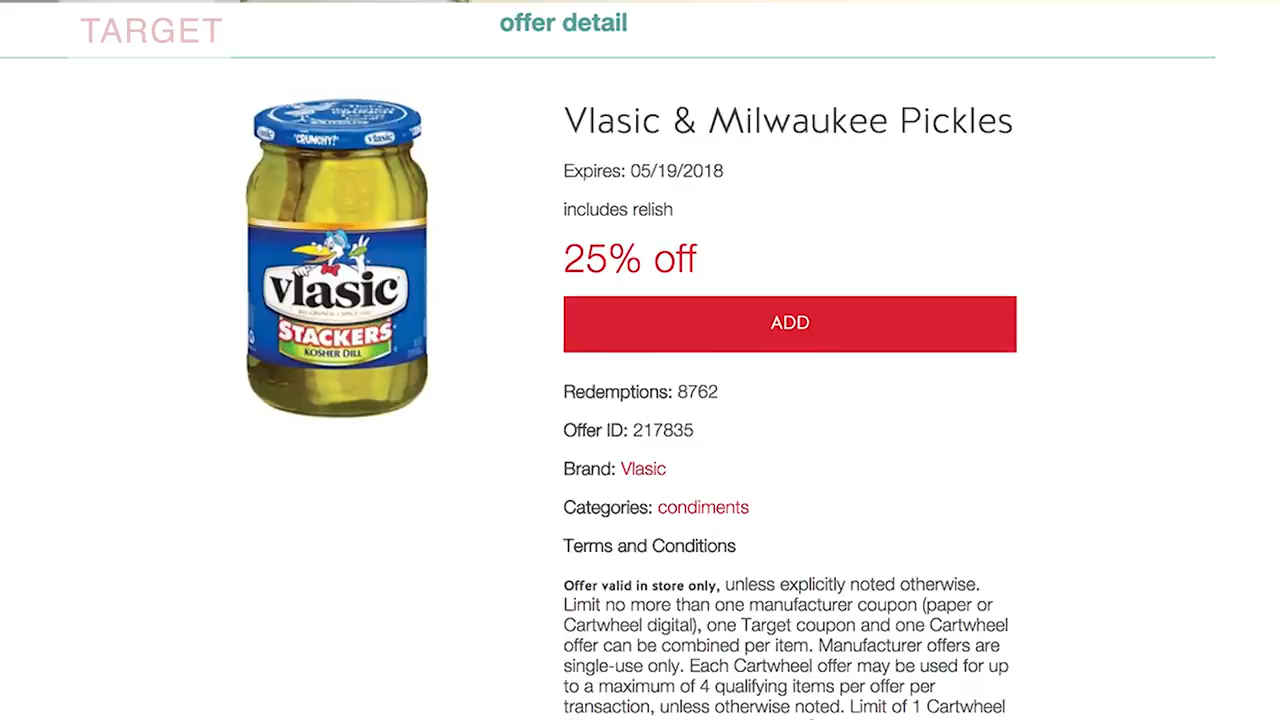 TARGET
offer detail
Vlasic & Milwaukee Pickles
Expires: 05/19/2018
includes relish
25% off
ADD
Redemptions: 8762
Offer ID: 217835
Brand: Vlasic
Categories: condiments
Terms and Conditions
Offer valid in store only, unless explicitly noted otherwise.
Limit no more than one manufacturer coupon (paper or
Cartwheel digital), one Target coupon and one Cartwheel
offer can be combined per item. Manufacturer offers are
single-use only. Each Cartwheel offer may be used for up
to a maximum of 4 qualifying items per offer per
transaction, unless otherwise noted. Limit of 1 Cartwheel
"CRUNCHY!" vlasic
vlasic
STACKERS
KOSHER DILL